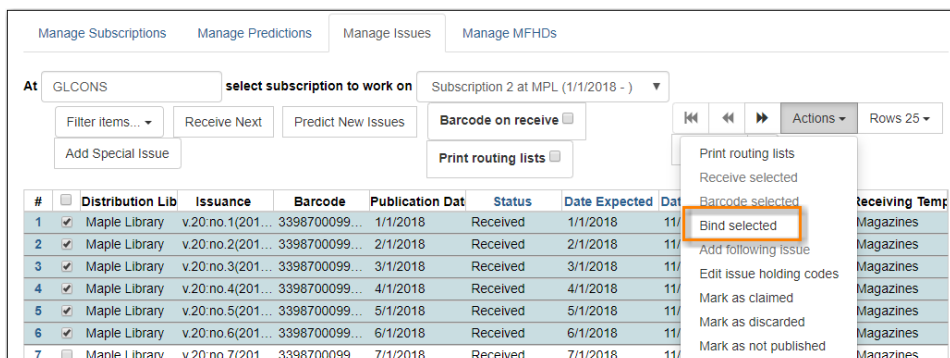 Manage Subscriptions Manage Predictions Manage Issues Manage MFHDs
At GLCONS select subscription to work on Subscription 2 at MPL (1/1/2018 - )
Filter items... Receive Next Predict New Issues Barcode on receive Actions Rows 25
Add Special Issue Print routing lists
Print routing lists
Receive selected
Barcode selected
Bind selected
Add following issue
Edit issue holding codes
Mark as claimed
Mark as discarded
Mark as not published
# Distribution Lib Issuance Barcode Publication Dat Status Date Expected Dat Receiving Temp
1 Maple Library v.20:no.1(201... 3398700099... 1/1/2018 Received 1/1/2018 11/ Magazines
2 Maple Library v.20:no.2(201... 3398700099... 2/1/2018 Received 2/1/2018 11/ Magazines
3 Maple Library v.20:no.3(201... 3398700099... 3/1/2018 Received 3/1/2018 11/ Magazines
4 Maple Library v.20:no.4(201... 3398700099... 4/1/2018 Received 4/1/2018 11/ Magazines
5 Maple Library v.20:no.5(201... 3398700099... 5/1/2018 Received 5/1/2018 11/ Magazines
6 Maple Library v.20:no.6(201... 3398700099... 6/1/2018 Received 6/1/2018 11/ Magazines
7 Maple Library v.20:no.7(201... 3398700099... 7/1/2018 Received 7/1/2018 11/ Magazines